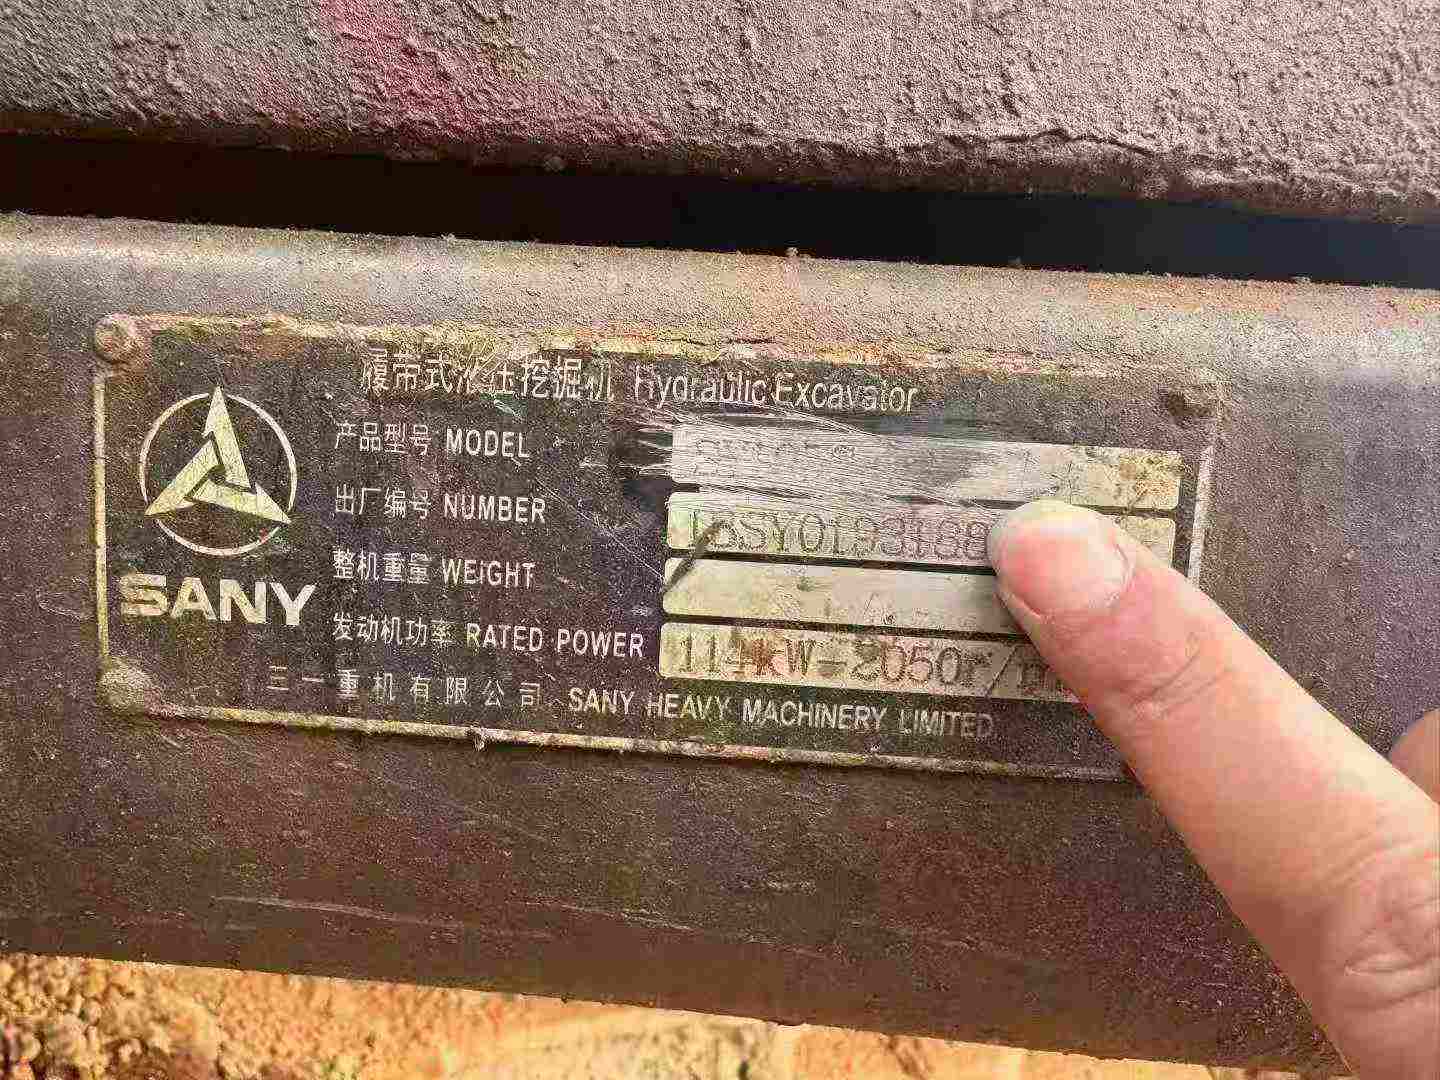 履带式液压挖掘机 Hydraulic Excavator
产品型号 MODEL
出厂编号 NUMBER
整机重量 WEIGHT
发动机功率 RATED POWER 114kW-2050r/
SANY
三一重机有限公司 SANY HEAVY MACHINERY LIMITED